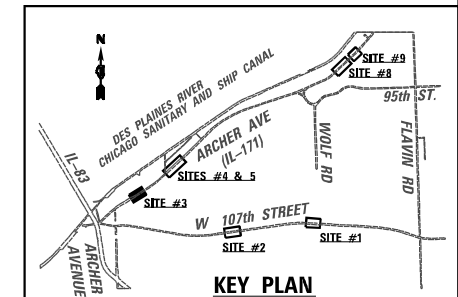 N
DES PLAINES RIVER
CHICAGO SANITARY AND SHIP CANAL
SITE #9
SITE #8
95th ST.
ARCHER AVE
(IL-171)
WOLF RD
FLAVIN RD
IL-83
SITES #4 & 5
SITE #3
W 107th STREET
SITE #1
SITE #2
ARCHER
AVENUE
KEY PLAN